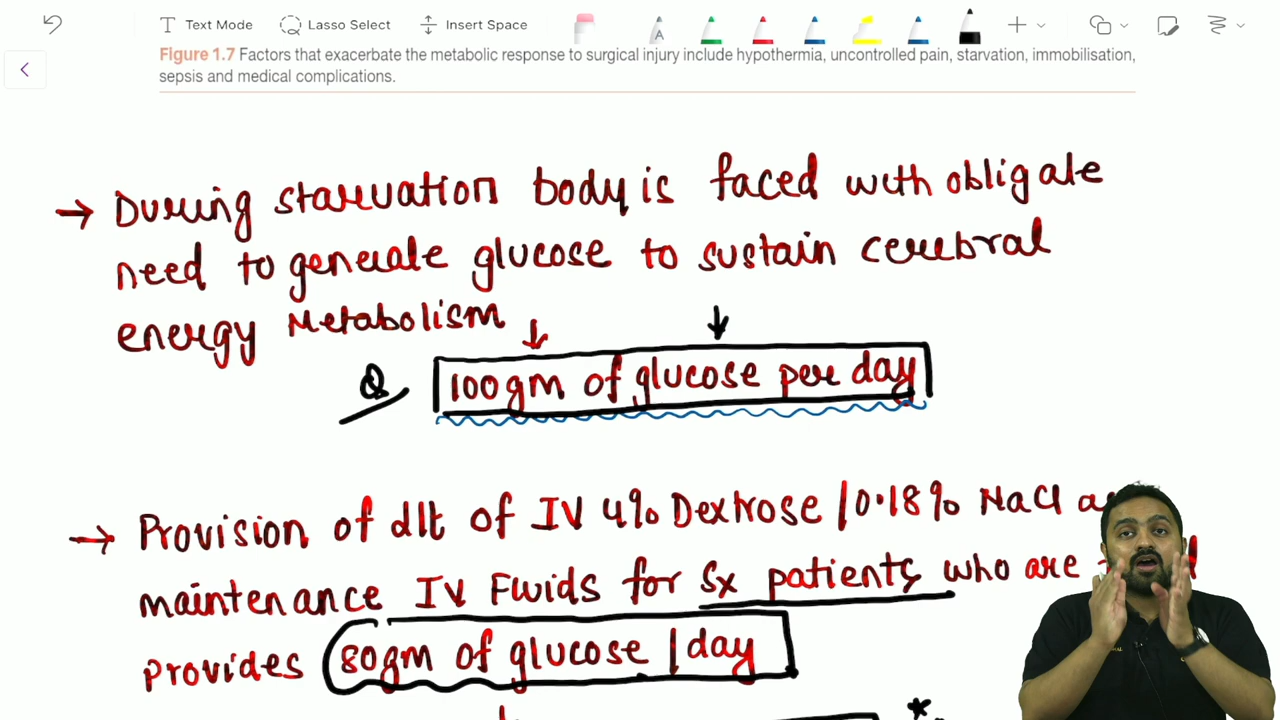 Text Mode
Lasso Select
Insert Space
Figure 1.7 Factors that exacerbate the metabolic response to surgical injury include hypothermia, uncontrolled pain, starvation, immobilisation,
sepsis and medical complications.
→ During starvation body is faced with obligate
need to generate glucose to sustain cerebral
energy Metabolism
Q 100gm of glucose per day
→ Provision of dlt of IV 4% Dextrose /0.18% NaCl
maintenance IV Fluids for Sx patients who are
provides 80gm of glucose /day